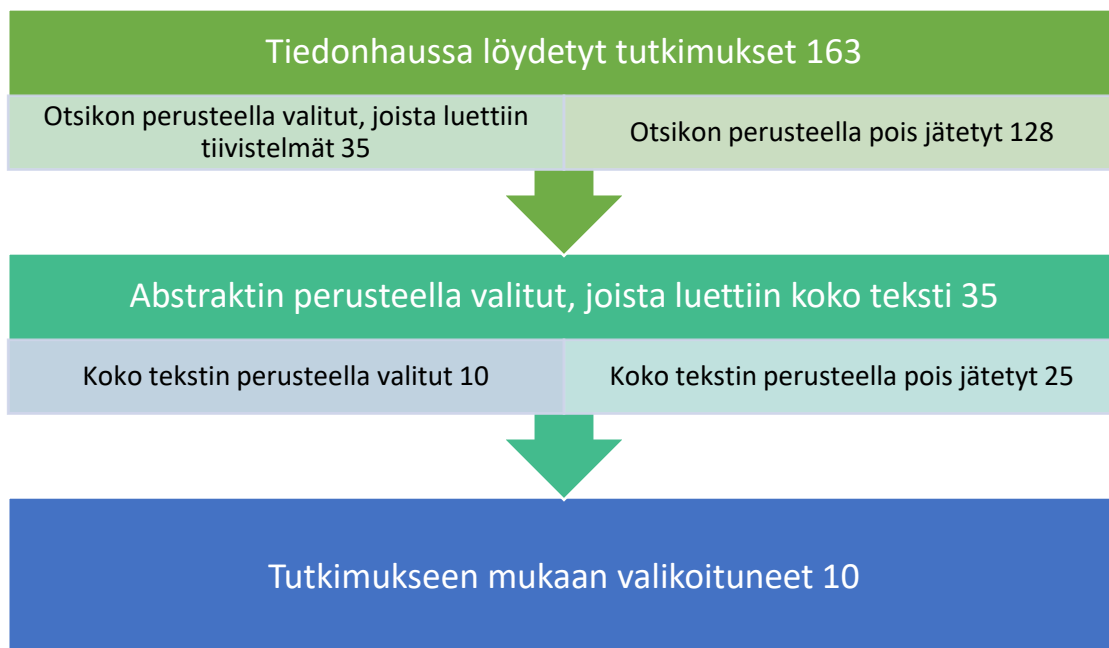 Tiedonhaussa löydetyt tutkimukset 163
Otsikon perusteella valitut, joista luettiin
tiivistelmät 35
Otsikon perusteella pois jätetyt 128
Abstraktin perusteella valitut, joista luettiin koko teksti 35
Koko tekstin perusteella valitut 10
Koko tekstin perusteella pois jätetyt 25
Tutkimukseen mukaan valikoituneet 10